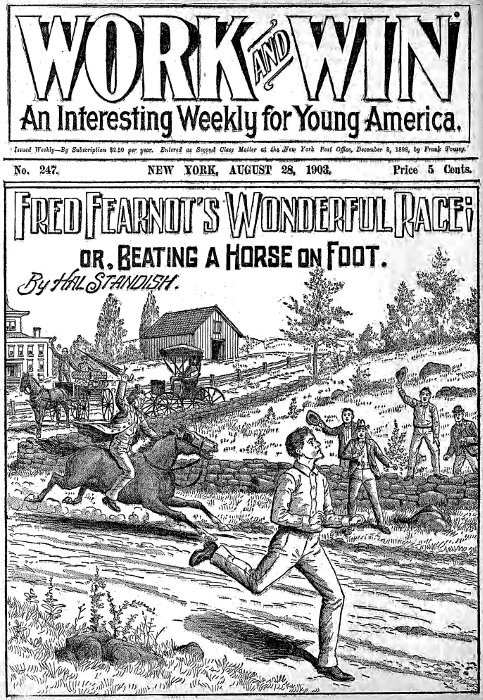 WORK AND WIN
An Interesting Weekly for Young America.
Issued Weekly—By Subscription $2.50 per year. Entered as Second Class Matter at the New York Post Office, December 8, 1898, by Frank Tousey.
No. 247. NEW YORK, AUGUST 28, 1903. Price 5 Cents.
FRED FEARNOT'S WONDERFUL RACE;
OR, BEATING A HORSE ON FOOT.
By HAL STANDISH.